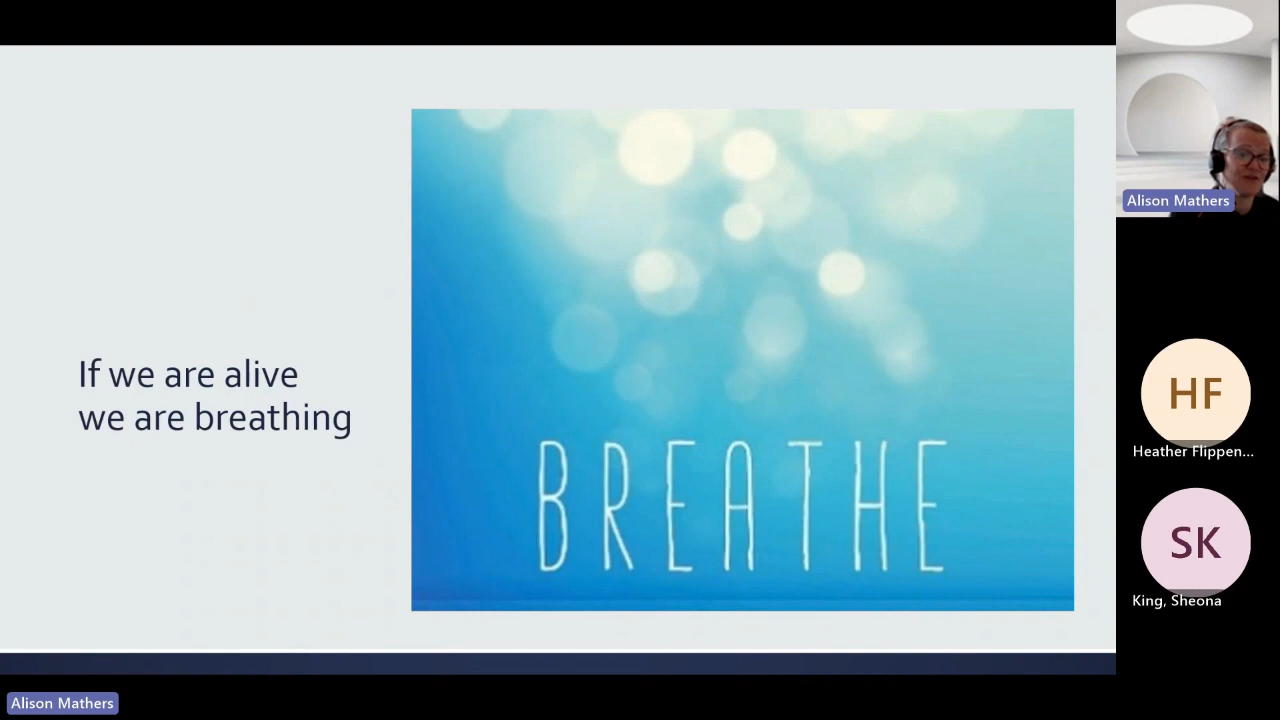 If we are alive
we are breathing
BREATHE
Alison Mathers
HF
Heather Flippen...
SK
King, Sheona
Alison Mathers